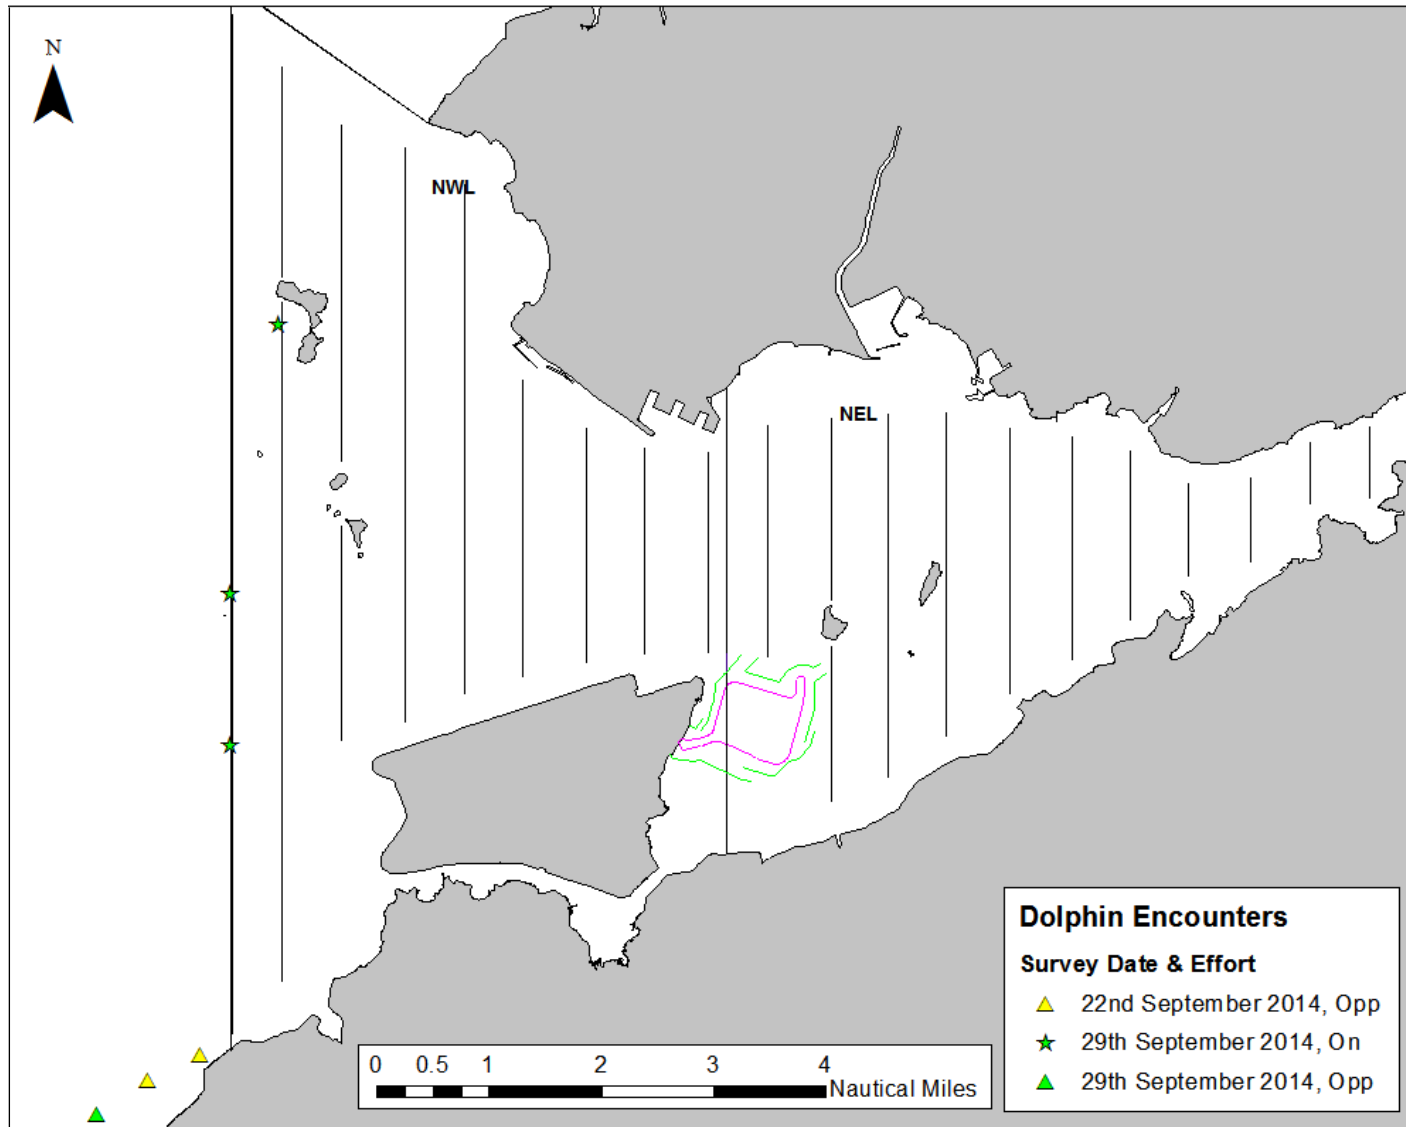 N
NWL
NEL
Dolphin Encounters
Survey Date & Effort
22nd September 2014, Opp
29th September 2014, On
29th September 2014, Opp
0 0.5 1 2 3 4
Nautical Miles